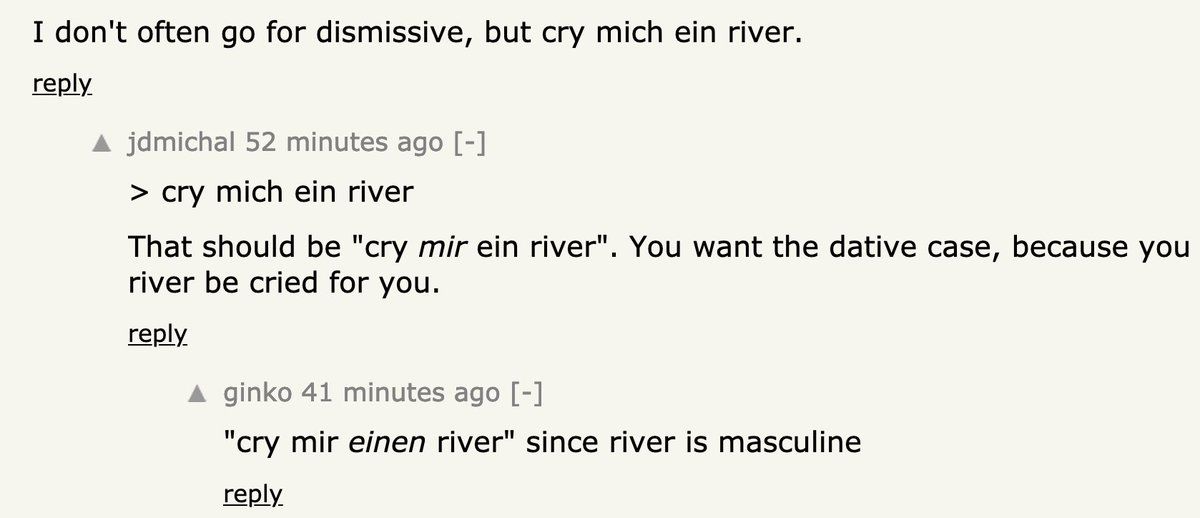 I don't often go for dismissive, but cry mich ein river.
reply
▲ jdmichal 52 minutes ago [-]
> cry mich ein river
That should be "cry mir ein river". You want the dative case, because you
river be cried for you.
reply
▲ ginko 41 minutes ago [-]
"cry mir einen river" since river is masculine
reply